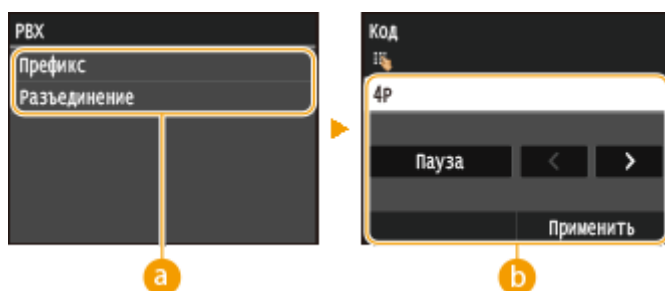 PBX
Префикс
Разъединение
a
Код
4P
Пауза
< >
Применить
b